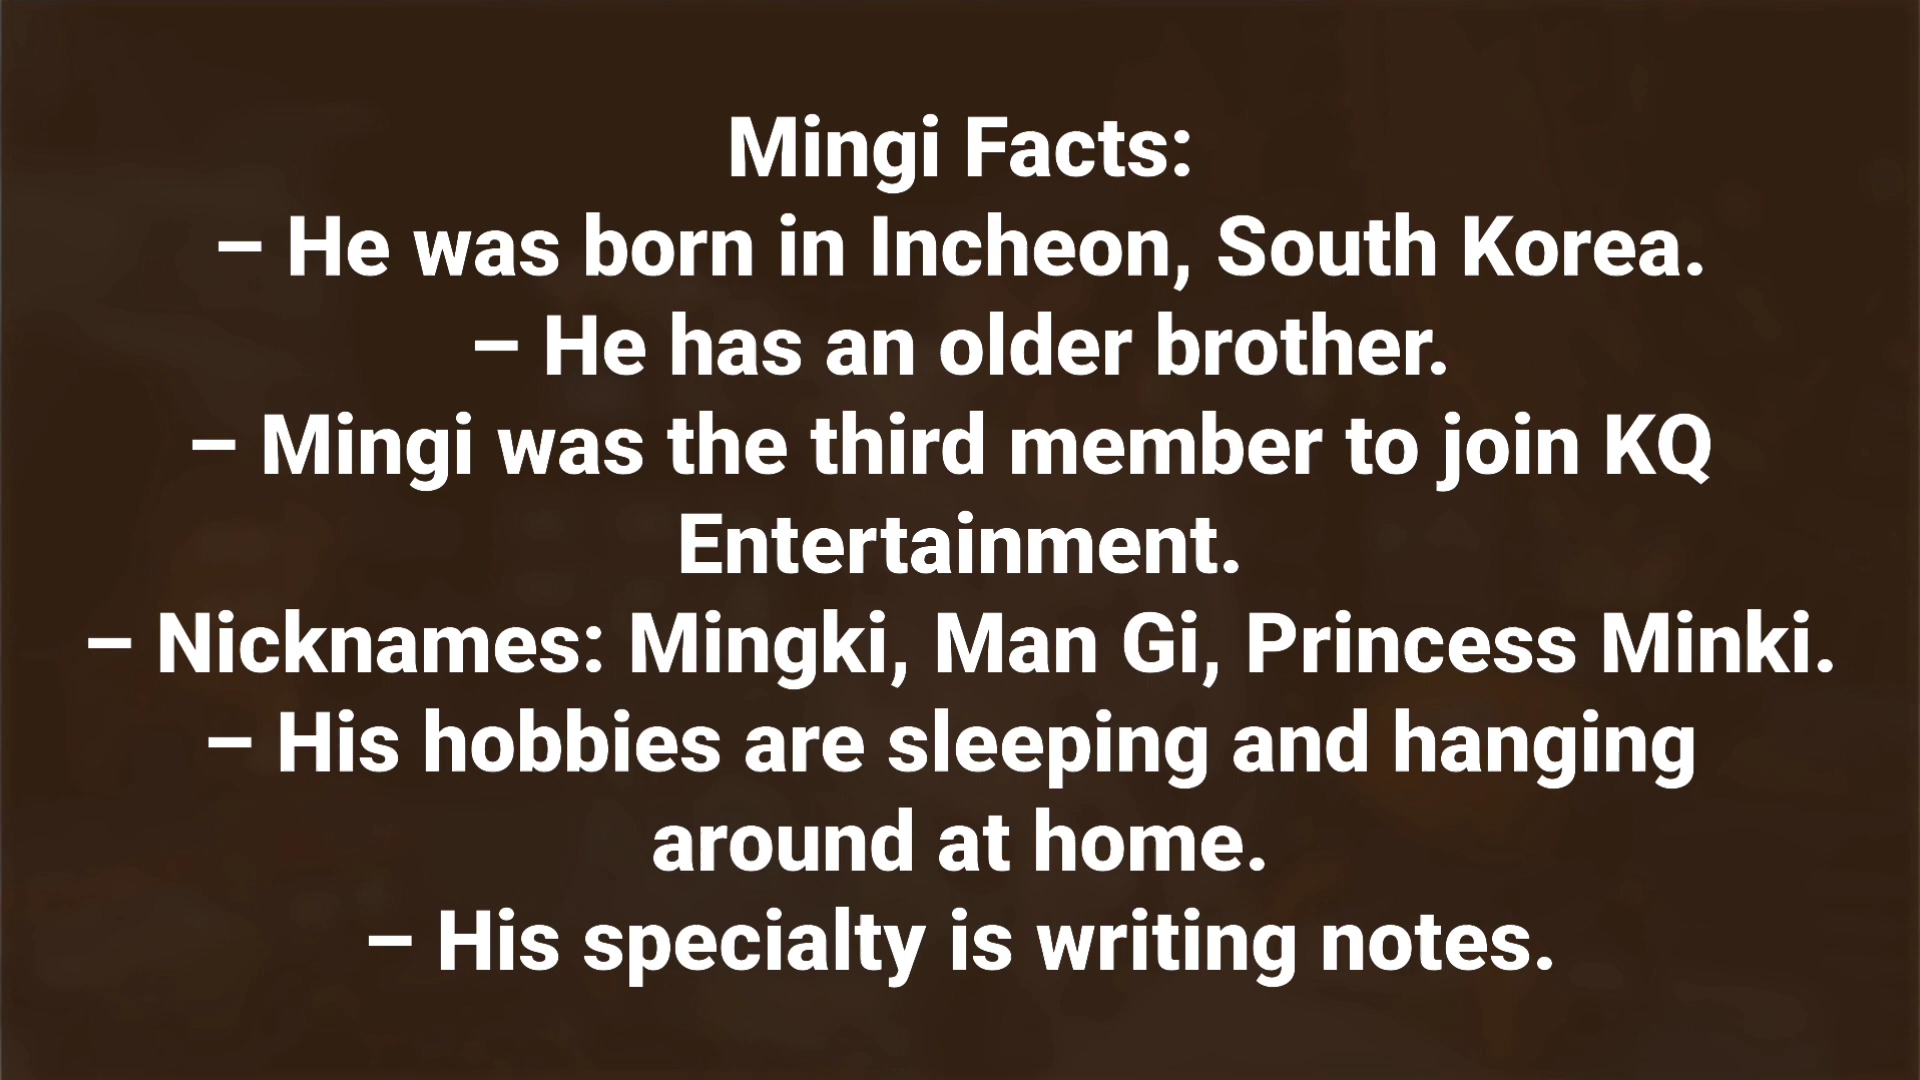 Mingi Facts:
– He was born in Incheon, South Korea.
– He has an older brother.
– Mingi was the third member to join KQ
Entertainment.
– Nicknames: Mingki, Man Gi, Princess Minki.
– His hobbies are sleeping and hanging
around at home.
– His specialty is writing notes.